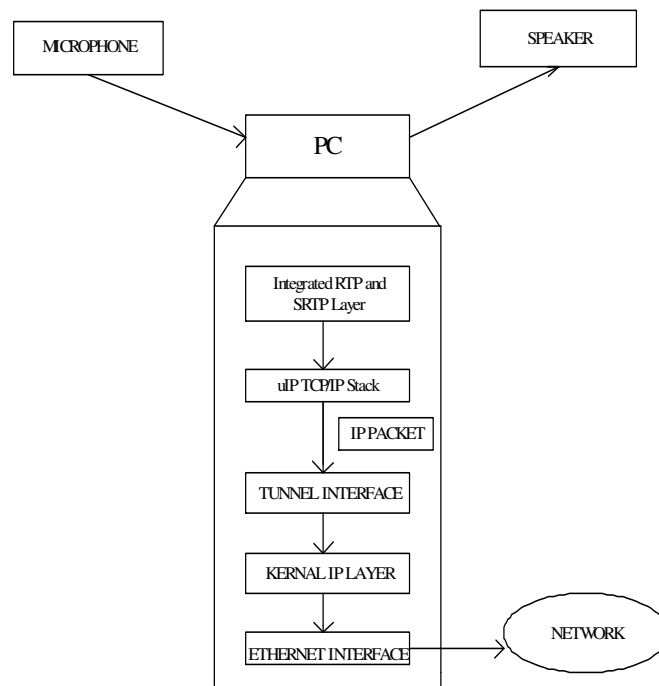 MICROPHONE
SPEAKER
PC
Integrated RTP and
SRTP Layer
uIP TCP/IP Stack
IP PACKET
TUNNEL INTERFACE
KERNAL IP LAYER
ETHERNET INTERFACE
NETWORK